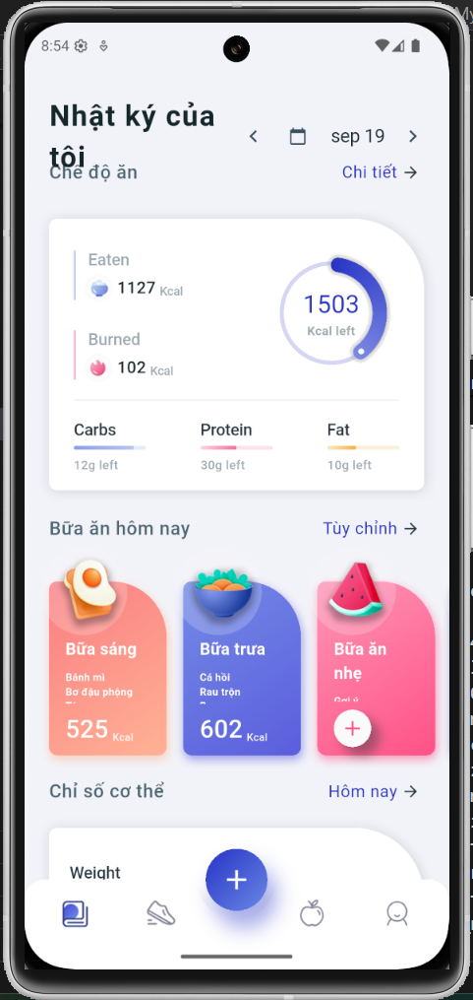 8:54
Nhật ký của
tôi
sep 19
Chế độ ăn
Chi tiết
Eaten
1127 Kcal
Burned
102 Kcal
1503
Kcal left
Carbs
Protein
Fat
12g left
30g left
10g left
Bữa ăn hôm nay
Tùy chỉnh
Bữa sáng
Bánh mì
Bơ đậu phộng
525 Kcal
Bữa trưa
Cá hồi
Rau trộn
602 Kcal
Bữa ăn
nhẹ
Gợi ý
Chỉ số cơ thể
Hôm nay
Weight